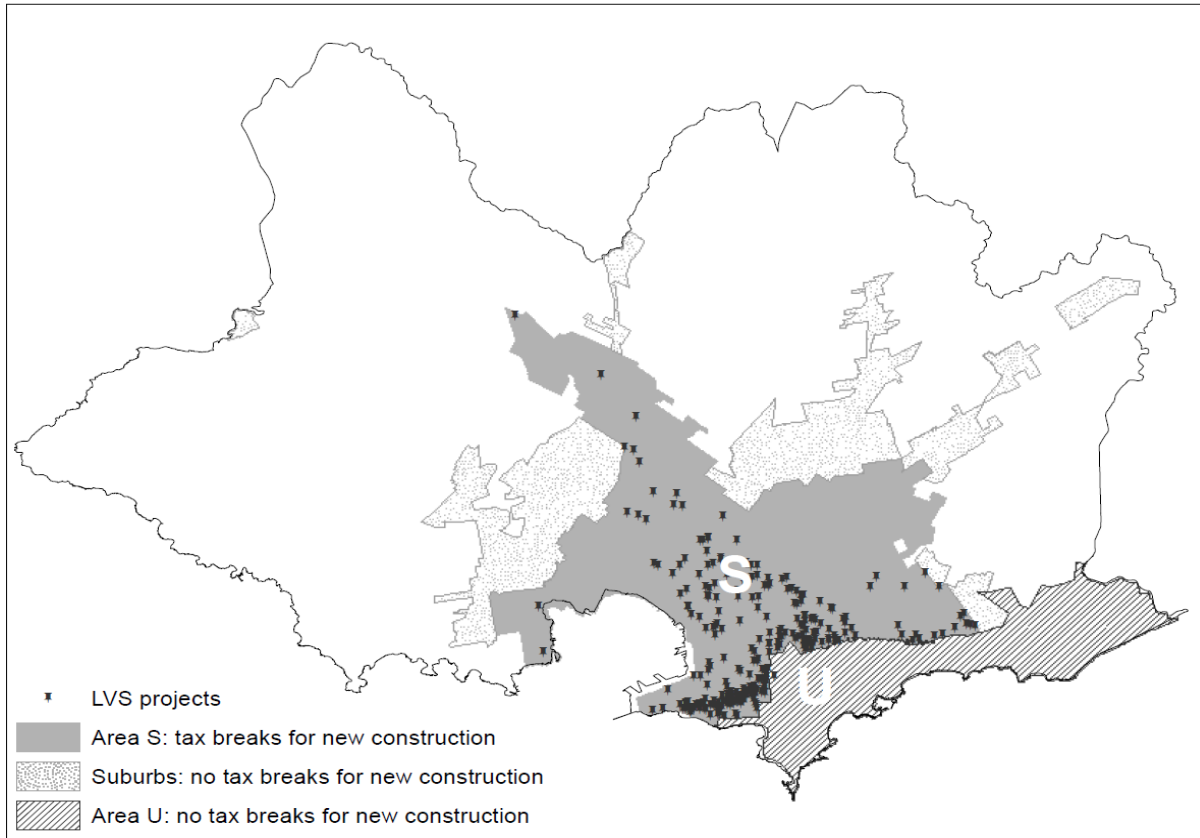 S
U
LVS projects
Area S: tax breaks for new construction
Suburbs: no tax breaks for new construction
Area U: no tax breaks for new construction